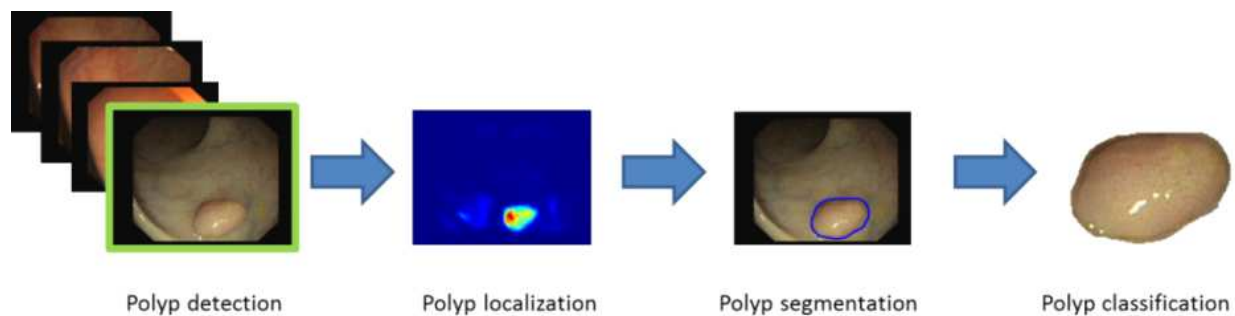 Polyp detection
Polyp localization
Polyp segmentation
Polyp classification